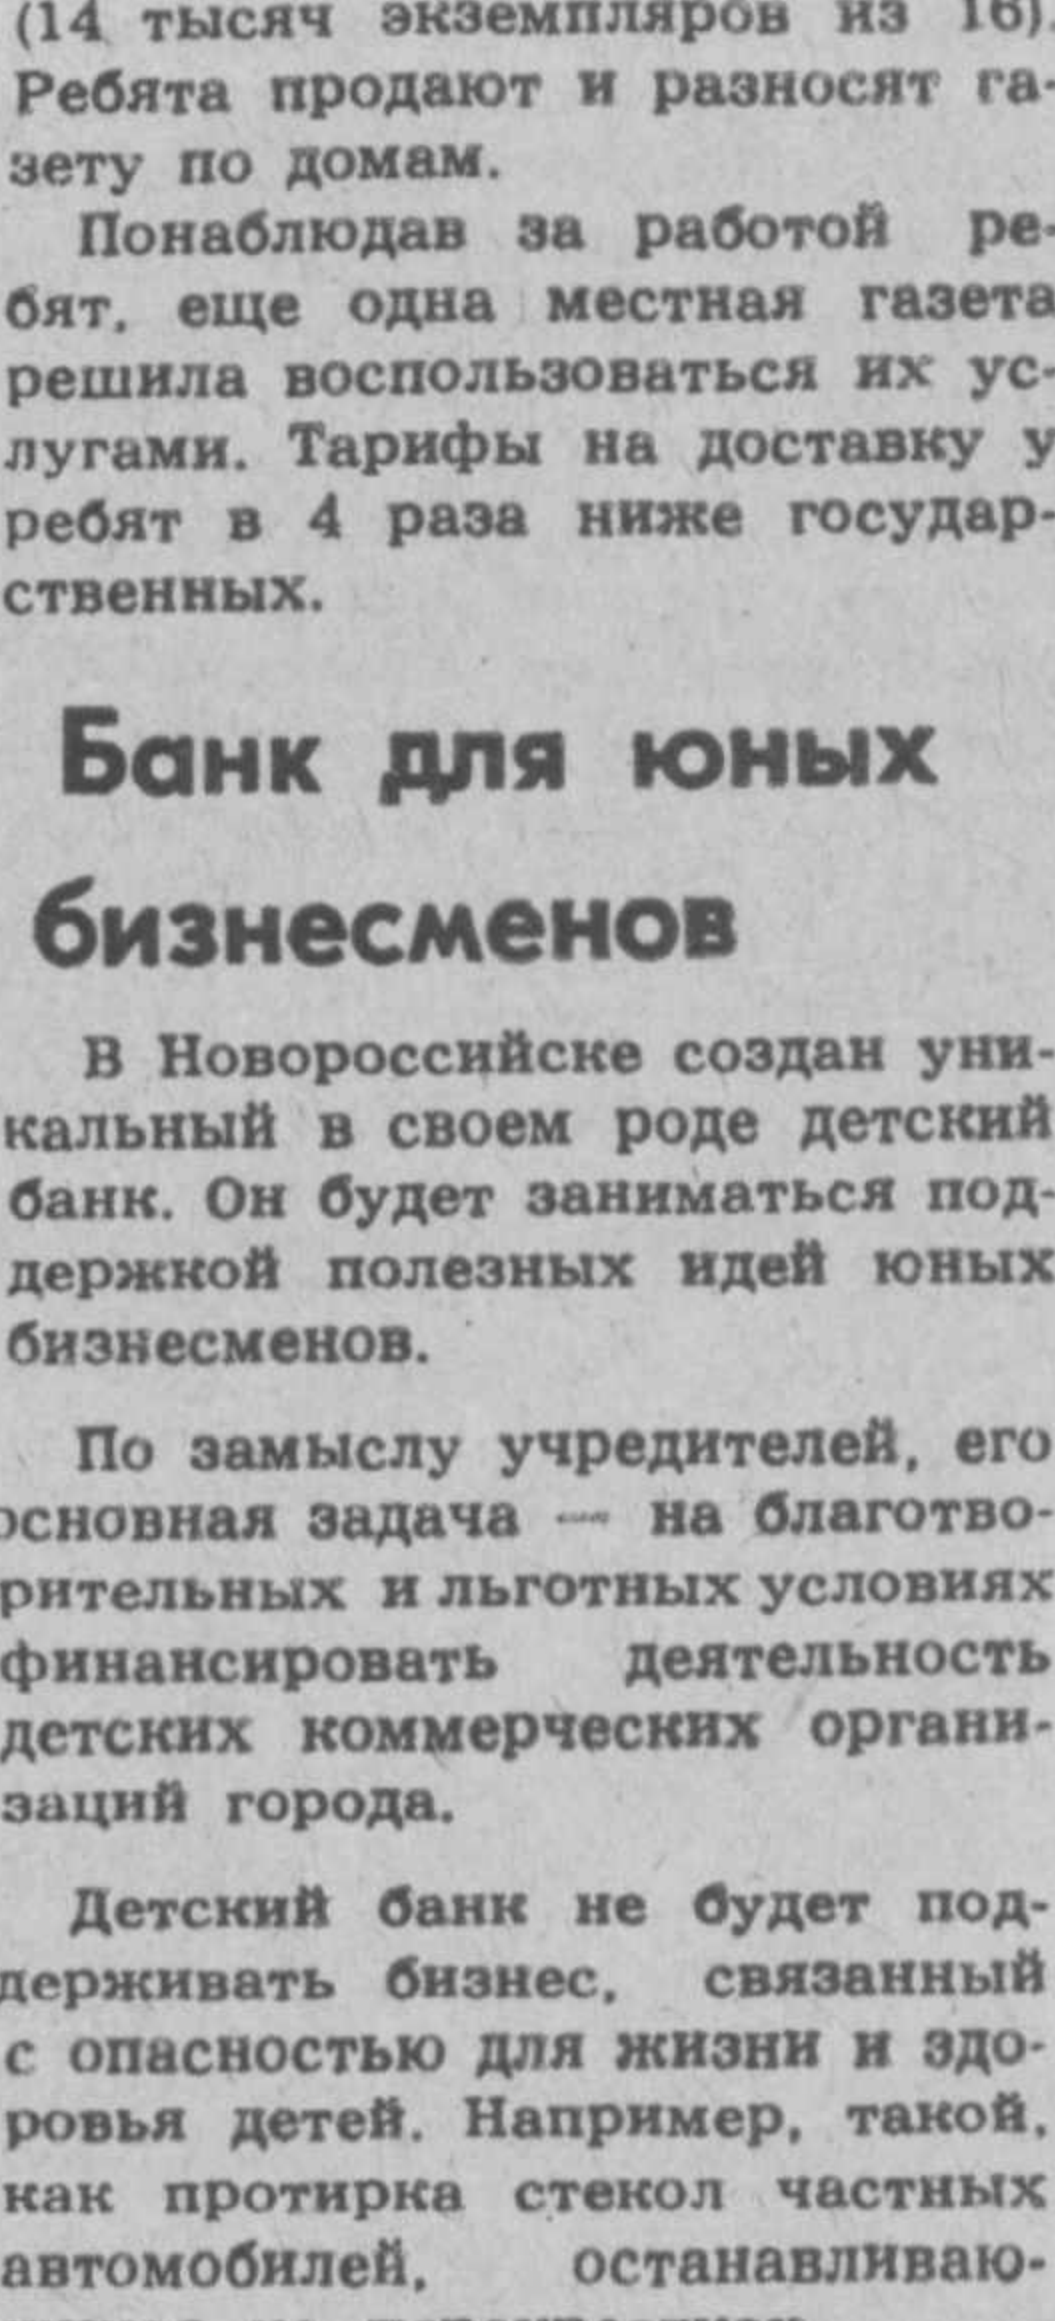 (14 тысяч экземпляров из 16).
Ребята продают и разносят га-
зету по домам.
Понаблюдав за работой ре-
бят, еще одна местная газета
решила воспользоваться их ус-
лугами. Тарифы на доставку у
ребят в 4 раза ниже государ-
ственных.
Банк для юных
бизнесменов
В Новороссийске создан уни-
кальный в своем роде детский
банк. Он будет заниматься под-
держкой полезных идей юных
бизнесменов.
По замыслу учредителей, его
основная задача — на благотво-
рительных и льготных условиях
финансировать деятельность
детских коммерческих органи-
заций города.
Детский банк не будет под-
держивать бизнес, связанный
с опасностью для жизни и здо-
ровья детей. Например, такой,
как протирка стекол частных
автомобилей, останавливаю-